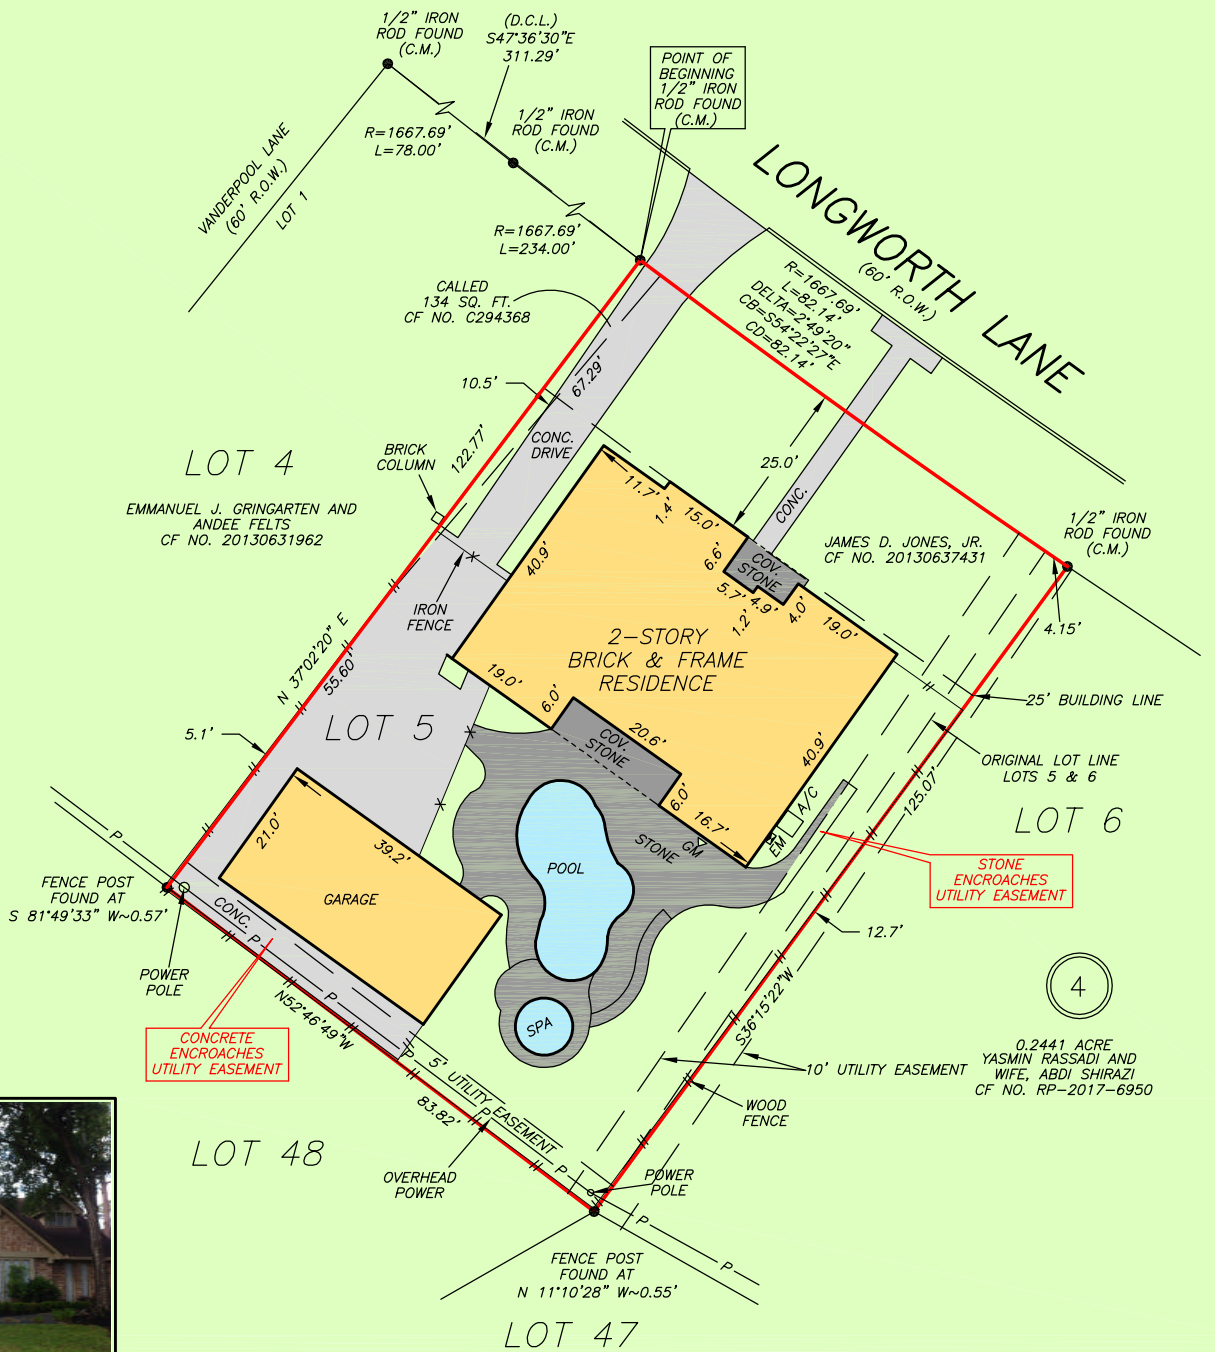 1/2" IRON
ROD FOUND
(C.M.)
(D.C.L.)
S47°36'30"E
311.29'
POINT OF
BEGINNING
1/2" IRON
ROD FOUND
(C.M.)
1/2" IRON
ROD FOUND
(C.M.)
R=1667.69'
L=78.00'
VANDERPOOL LANE
(60' R.O.W.)
LOT 1
R=1667.69'
L=234.00'
LONGWORTH LANE
(60' R.O.W.)
R=1667.69'
L=82.14'
DELTA=2°49'20"
CB=S54°22'27"E
CD=82.14'
CALLED
134 SQ. FT.
CF NO. C294368
10.5'
67.29'
CONC.
DRIVE
BRICK
COLUMN
122.77'
LOT 4
EMMANUEL J. GRINGARTEN AND
ANDEE FELTS
CF NO. 20130631962
25.0'
CONC.
11.7'
1.4'
15.0'
6.6'
COV.
STONE
5.7'
4.9'
1.2'
4.0'
19.0'
JAMES D. JONES, JR.
CF NO. 20130637431
1/2" IRON
ROD FOUND
(C.M.)
4.15'
40.9'
IRON
FENCE
2-STORY
BRICK & FRAME
RESIDENCE
N 37°02'20" E
55.60'
19.0'
6.0'
20.6'
COV.
STONE
6.0'
16.7'
40.9'
25' BUILDING LINE
ORIGINAL LOT LINE
LOTS 5 & 6
125.07'
LOT 5
5.1'
LOT 6
A/C
EM
GM
STONE
POOL
SPA
STONE
ENCROACHES
UTILITY EASEMENT
P
21.0'
39.2'
GARAGE
FENCE POST
FOUND AT
S 81°49'33" W~0.57'
CONC.
P
P
P
12.7'
POWER
POLE
N52°46'49"W
S36°15'22"W
4
CONCRETE
ENCROACHES
UTILITY EASEMENT
0.2441 ACRE
YASMIN RASSADI AND
WIFE, ABDI SHIRAZI
CF NO. RP-2017-6950
10' UTILITY EASEMENT
5' UTILITY EASEMENT
WOOD
FENCE
83.82'
P
P
LOT 48
OVERHEAD
POWER
POWER
POLE
P
P
FENCE POST
FOUND AT
N 11°10'28" W~0.55'
LOT 47